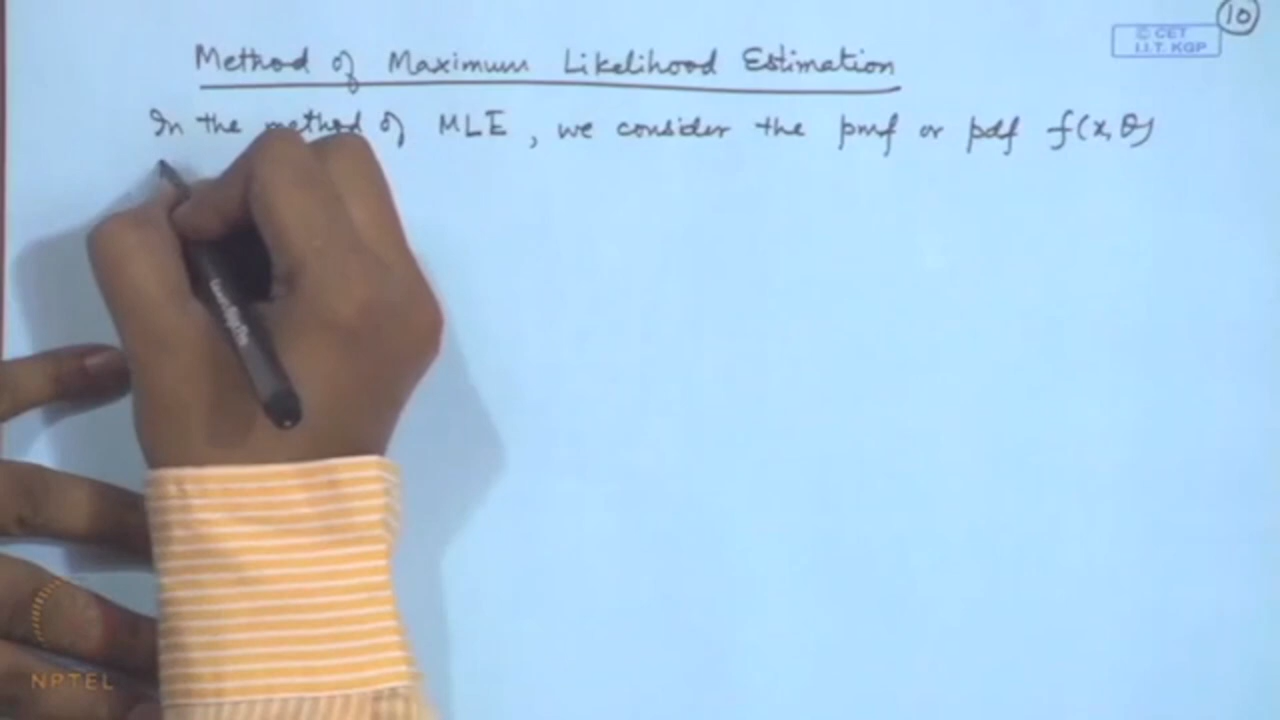 10
© CET
I.I.T. KGP
Method of Maximum Likelihood Estimation
In the method of MLE, we consider the pmf or pdf f(x, θ)
NPTEL